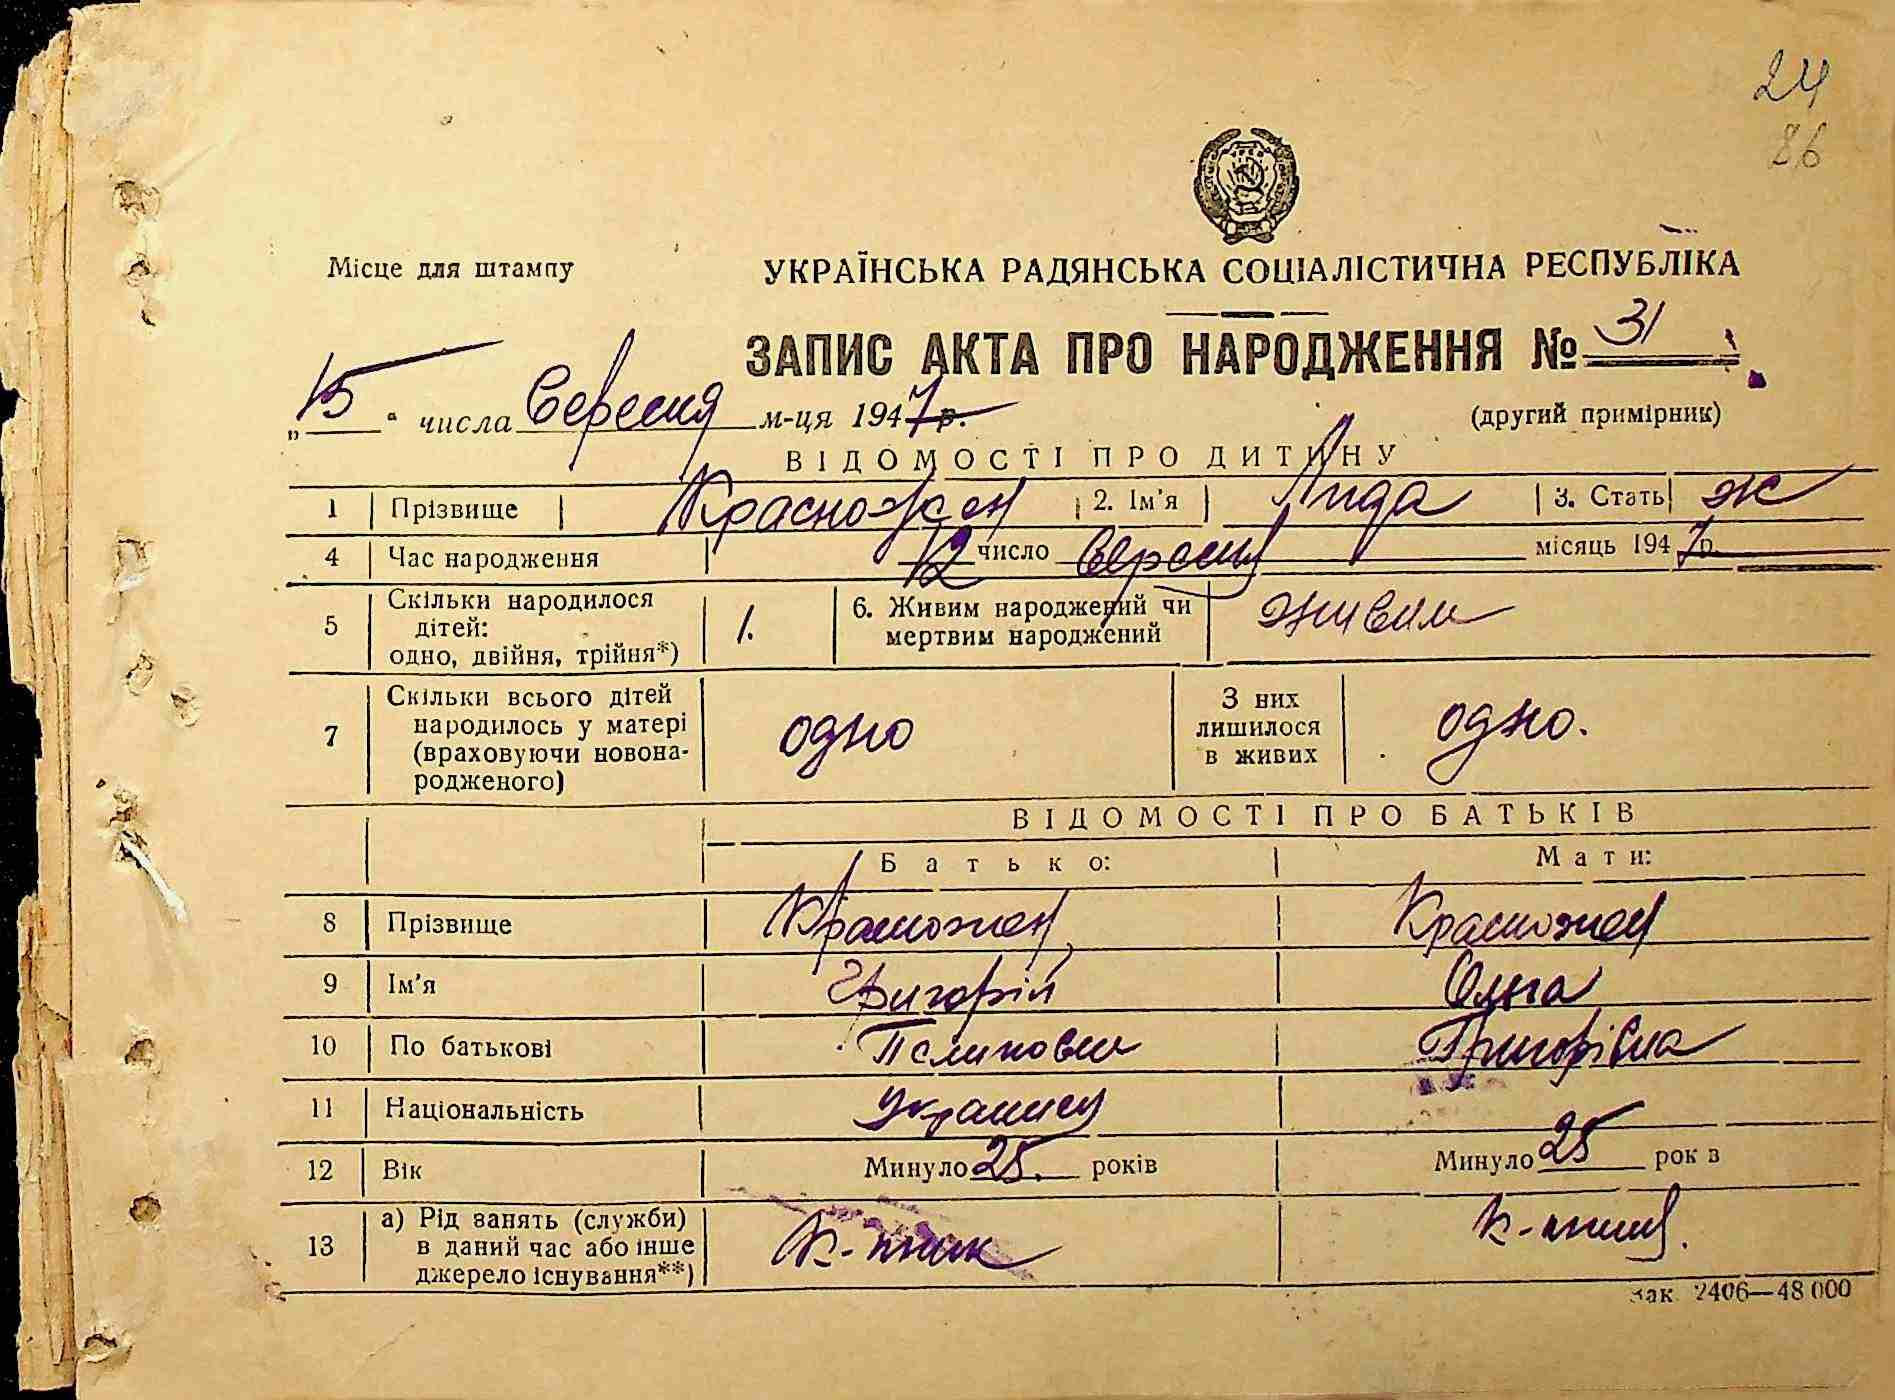 24
86
Місце для штампу
УКРАЇНСЬКА РАДЯНСЬКА СОЦІАЛІСТИЧНА РЕСПУБЛІКА
ЗАПИС АКТА ПРО НАРОДЖЕННЯ № 31
„15" числа Вересня м-ця 1947 р.
(другий примірник)
ВІДОМОСТІ ПРО ДИТИНУ
1 Прізвище Красножон 2. Ім'я Лида 3. Стать ж
4 Час народження 12 число Вересня місяць 1947 р.
5 Скільки народилося дітей: одно, двійня, трійня*) 1. 6. Живим народжений чи мертвим народжений живим
7 Скільки всього дітей народилось у матері (враховуючи новонародженого) одно З них лишилося в живих одно.
ВІДОМОСТІ ПРО БАТЬКІВ
Батько: Мати:
8 Прізвище Красножен Красножен
9 Ім'я Григорій Ольга
10 По батькові Григорівна
11 Національність Українец
12 Вік Минуло 25. років Минуло 25 рок в
13 а) Рід занять (служби) в даний час або інше джерело існування**) К-пник К-пниця.
Зак 2406—48 000